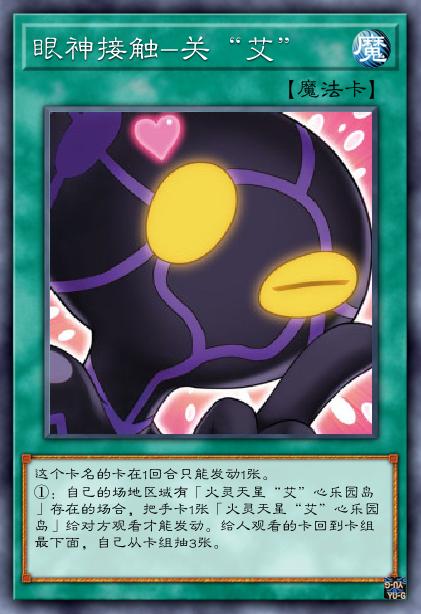 眼神接触-关“艾”
魔
【魔法卡】
这个卡名的卡在1回合只能发动1张。
①：自己的场地区域有「火灵天星“艾”心乐园岛
」存在的场合，把手卡1张「火灵天星“艾”心乐园
岛」给对方观看才能发动。给人观看的卡回到卡组
最下面，自己从卡组抽3张。
YU-G